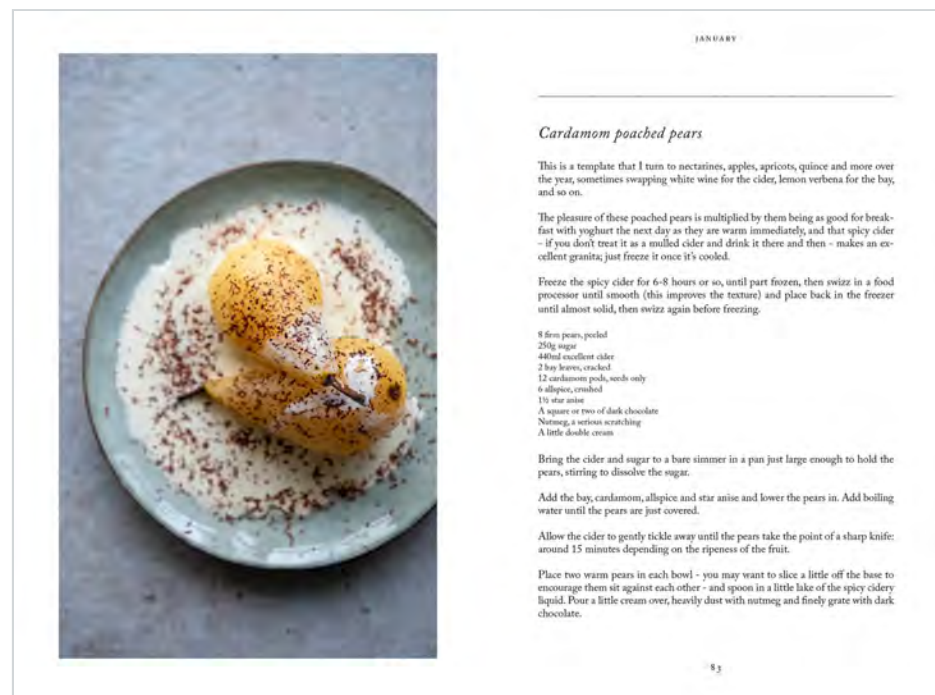 JANUARY
Cardamom poached pears
This is a template that I turn to nectarines, apples, apricots, quince and more over
the year, sometimes swapping white wine for the cider, lemon verbena for the bay,
and so on.
The pleasure of these poached pears is multiplied by them being as good for break-
fast with yoghurt the next day as they are warm immediately, and that spicy cider
- if you don't treat it as a mulled cider and drink it there and then - makes an ex-
cellent granita; just freeze it once it's cooled.
Freeze the spicy cider for 6-8 hours or so, until part frozen, then swizz in a food
processor until smooth (this improves the texture) and place back in the freezer
until almost solid, then swizz again before freezing.
8 firm pears, peeled
250g sugar
440ml excellent cider
2 bay leaves, cracked
12 cardamom pods, seeds only
6 allspice, crushed
1½ star anise
A square or two of dark chocolate
Nutmeg, a serious scratching
A little double cream
Bring the cider and sugar to a bare simmer in a pan just large enough to hold the
pears, stirring to dissolve the sugar.
Add the bay, cardamom, allspice and star anise and lower the pears in. Add boiling
water until the pears are just covered.
Allow the cider to gently tickle away until the pears take the point of a sharp knife:
around 15 minutes depending on the ripeness of the fruit.
Place two warm pears in each bowl - you may want to slice a little off the base to
encourage them sit against each other - and spoon in a little lake of the spicy cidery
liquid. Pour a little cream over, heavily dust with nutmeg and finely grate with dark
chocolate.
83